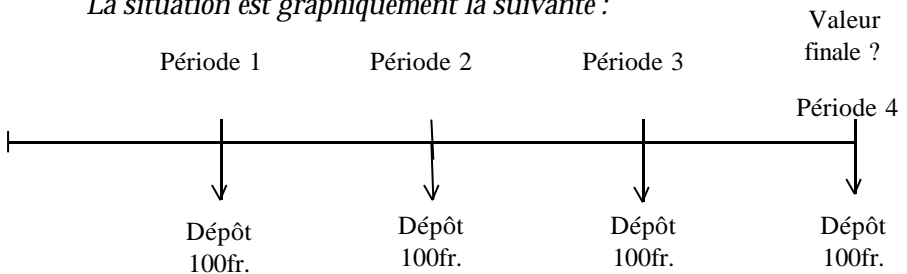 La situation est graphiquement la suivante :
Valeur
finale ?
Période 1
Période 2
Période 3
Période 4
Dépôt
100fr.
Dépôt
100fr.
Dépôt
100fr.
Dépôt
100fr.